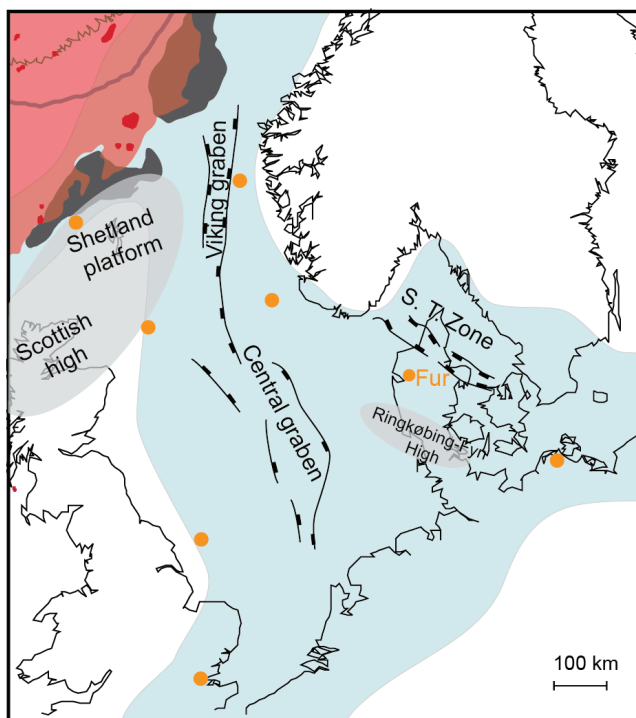 Viking graben
Shetland
platform
Scottish
high
S. T. Zone
Central graben
Fur
Ringkøbing-Fyn
High
100 km